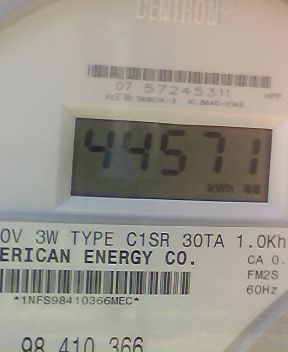 CENTRON®
07 57245311
44571
kWh
0V 3W TYPE C1SR 30TA 1.0Kh
ERICAN ENERGY CO.
CA 0.
FM2S
*1NFS98410366MEC*
60Hz
98 410 366